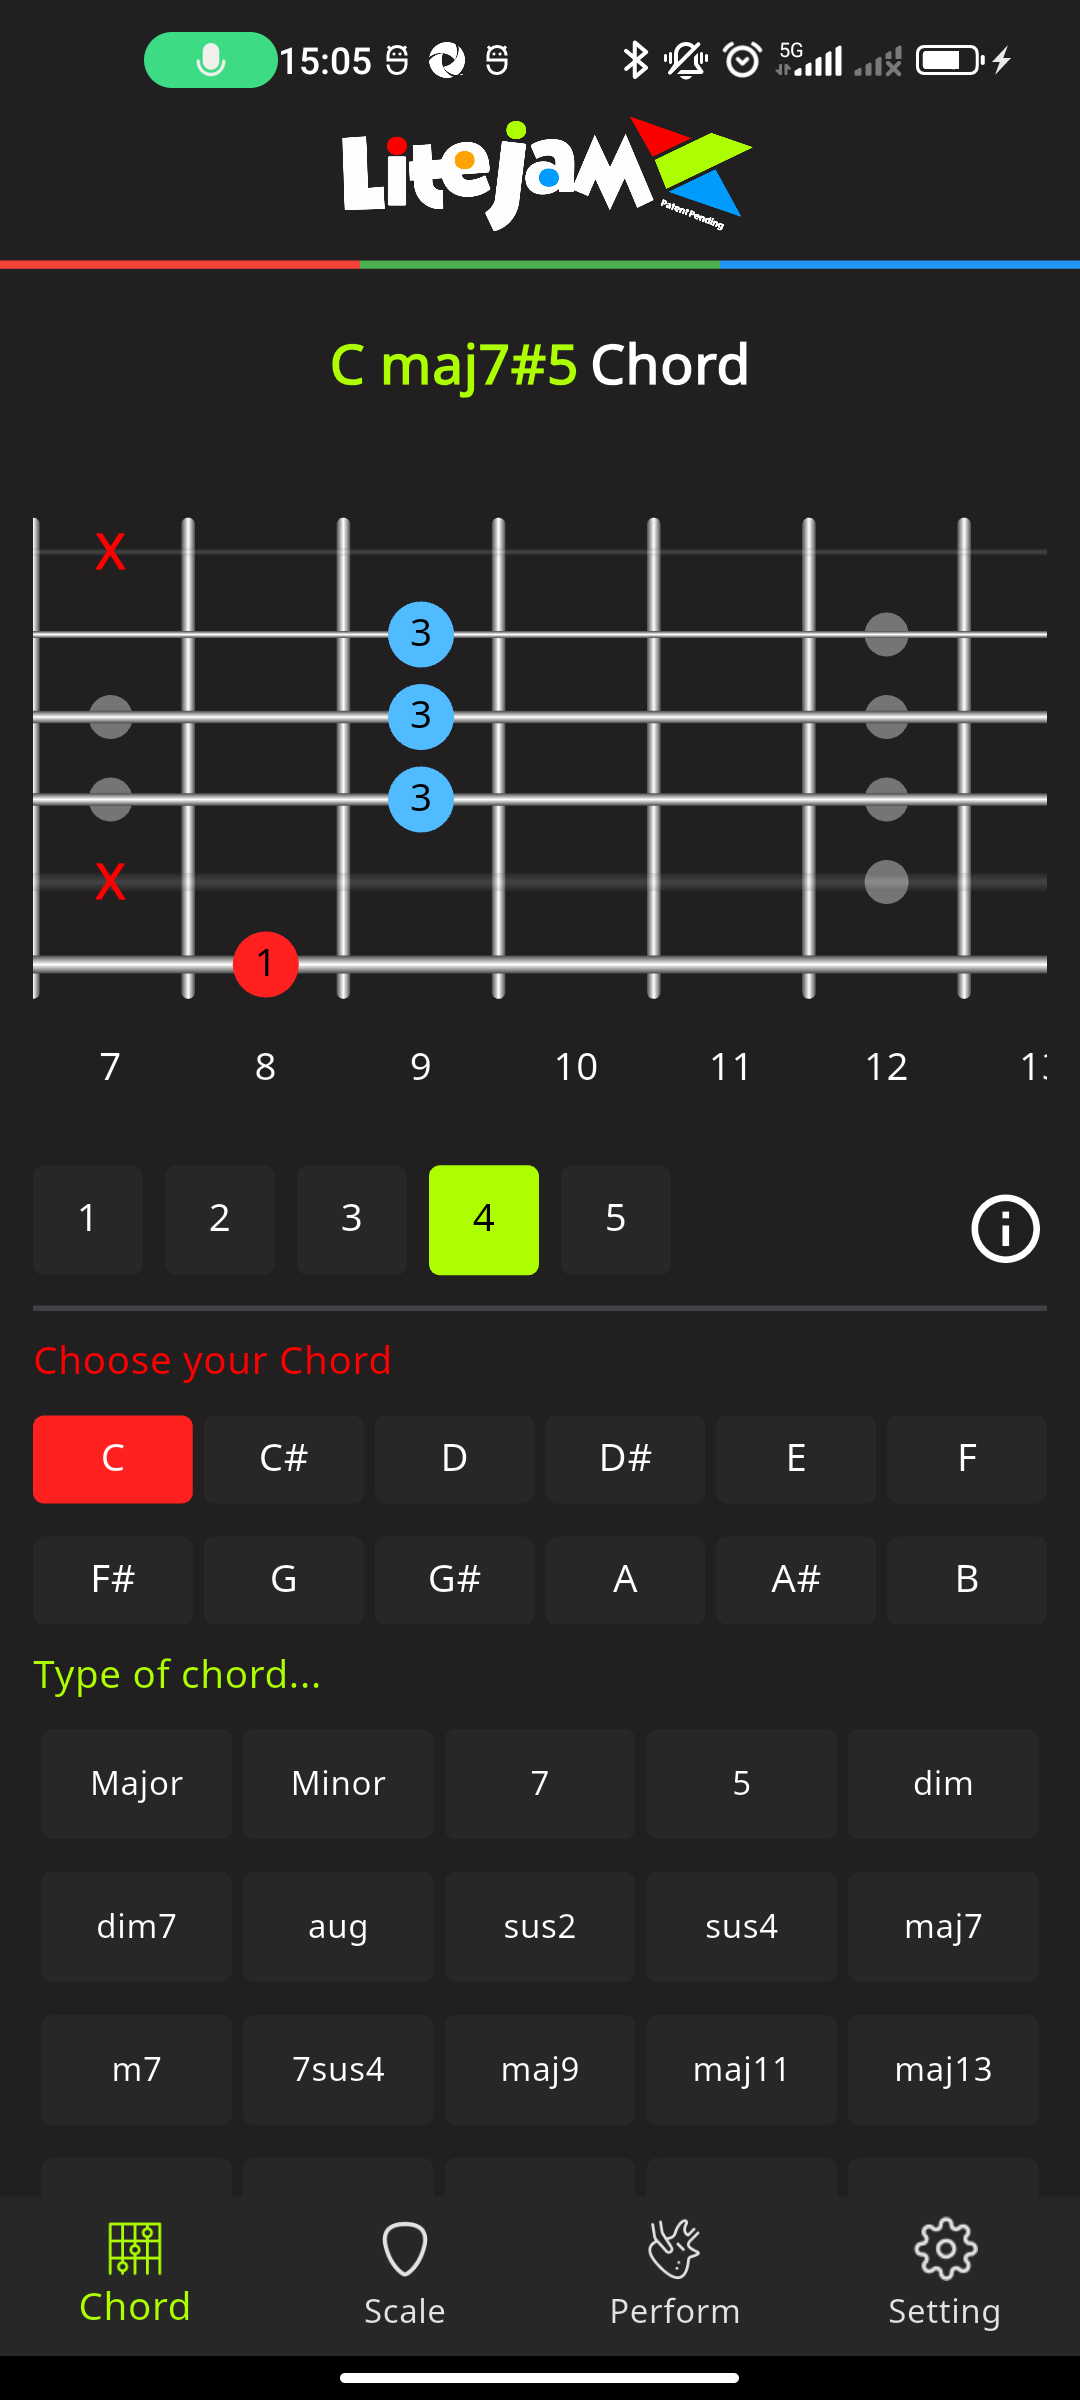 15:05
5G
LiteJam
Patent Pending
C maj7#5 Chord
X
3
3
3
X
1
7 8 9 10 11 12
1 2 3 4 5
Choose your Chord
C C# D D# E F
F# G G# A A# B
Type of chord...
Major Minor 7 5 dim
dim7 aug sus2 sus4 maj7
m7 7sus4 maj9 maj11 maj13
Chord Scale Perform Setting